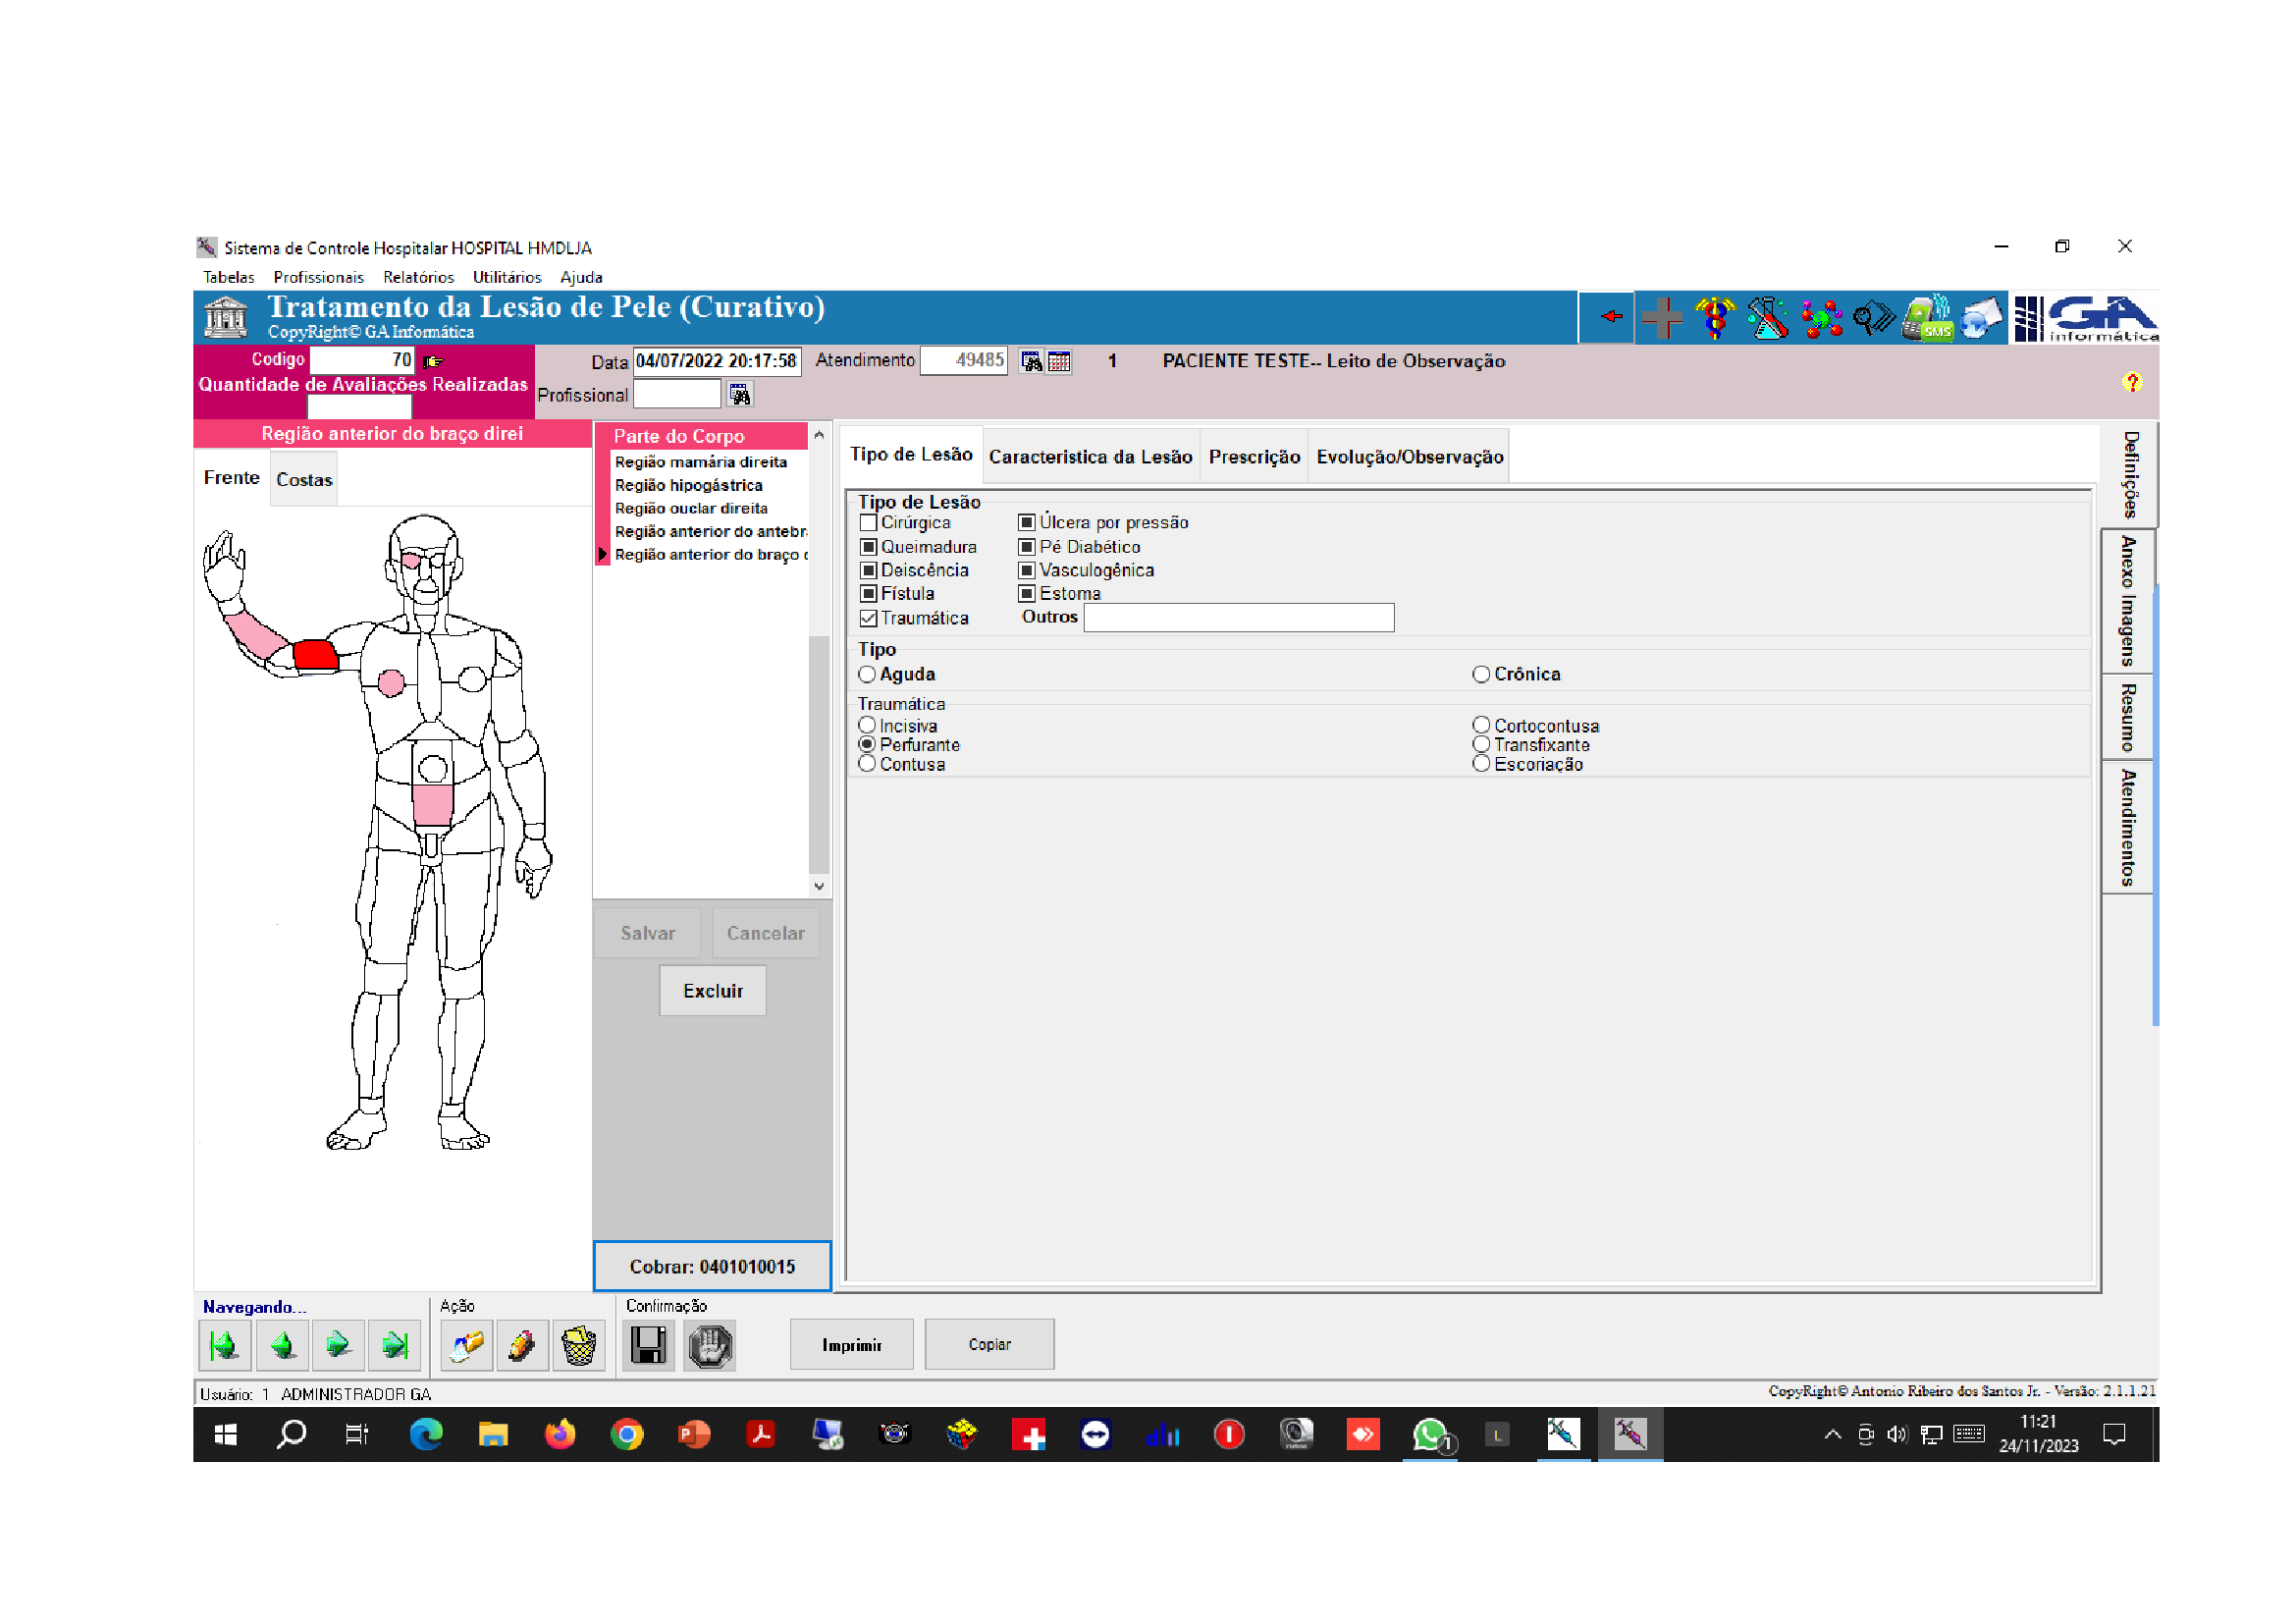 Sistema de Controle Hospitalar HOSPITAL HMDLJA
Tabelas Profissionais Relatórios Utilitários Ajuda
Tratamento da Lesão de Pele (Curativo)
CopyRight© GA Informática
SMS
GA
informática
Codigo 70
Quantidade de Avaliações Realizadas
Data 04/07/2022 20:17:58 Atendimento 49485 1 PACIENTE TESTE-- Leito de Observação
Profissional
Região anterior do braço direi
Frente Costas
Parte do Corpo
Região mamária direita
Região hipogástrica
Região ouclar direita
Região anterior do antebr
Região anterior do braço
Salvar Cancelar
Excluir
Cobrar: 0401010015
Tipo de Lesão Caracteristica da Lesão Prescrição Evolução/Observação
Tipo de Lesão
Cirúrgica Úlcera por pressão
Queimadura Pé Diabético
Deiscência Vasculogênica
Fístula Estoma
Traumática Outros
Tipo
Aguda Crônica
Traumática
Incisiva Cortocontusa
Perfurante Transfixante
Contusa Escoriação
Definições
Anexo Imagens
Resumo
Atendimentos
Navegando... Ação Confirmação
Imprimir Copiar
Usuário: 1 ADMINISTRADOR GA
CopyRight© Antonio Ribeiro dos Santos Jr. - Versão: 2.1.1.21
11:21
24/11/2023